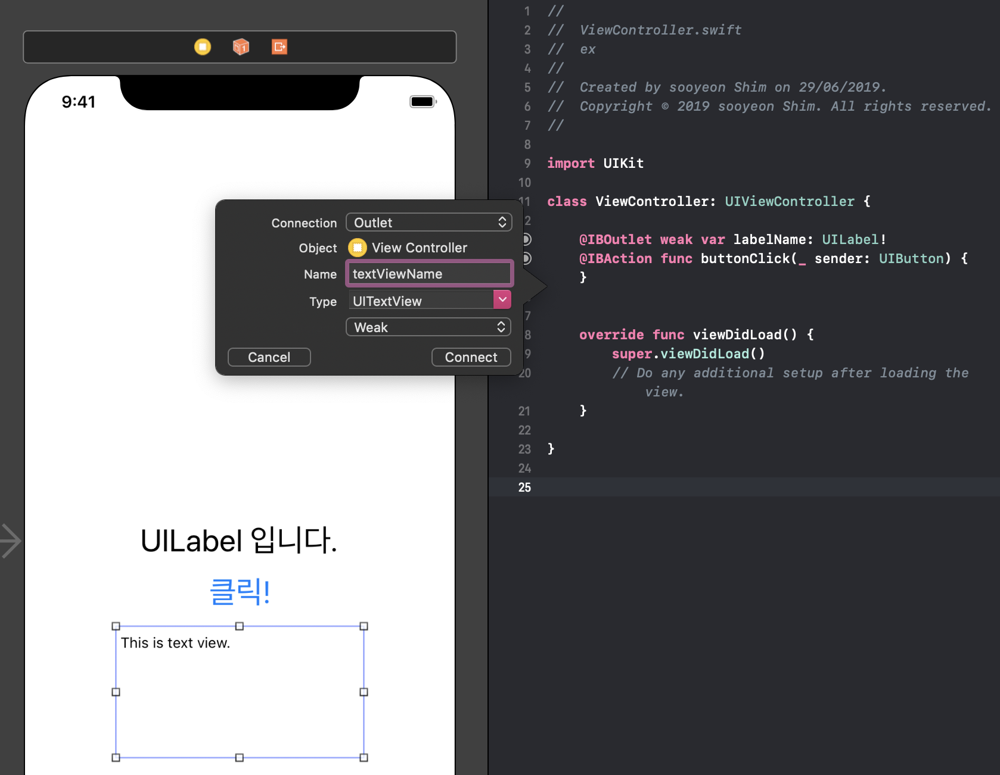 9:41
Connection Outlet
Object View Controller
Name textViewName
Type UITextView
Weak
Cancel Connect
UILabel 입니다.
클릭!
This is text view.
1 //
2 //  ViewController.swift
3 //  ex
4 //
5 //  Created by sooyeon Shim on 29/06/2019.
6 //  Copyright © 2019 sooyeon Shim. All rights reserved.
7 //
8
9 import UIKit
10
11 class ViewController: UIViewController {
2
@IBOutlet weak var labelName: UILabel!
@IBAction func buttonClick(_ sender: UIButton) {
}
7
8 override func viewDidLoad() {
9 super.viewDidLoad()
20 // Do any additional setup after loading the
view.
21 }
22
23 }
24
25